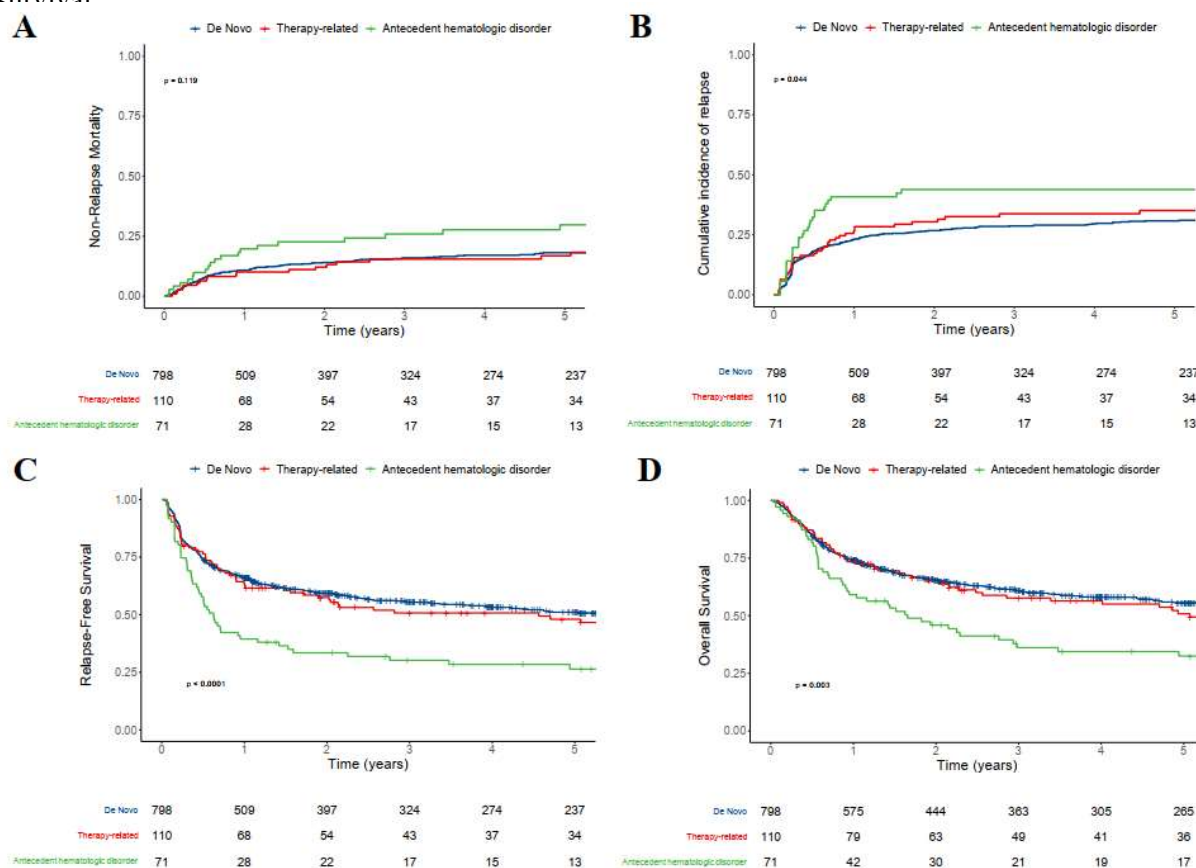 survival
A
De Novo Therapy-related Antecedent hematologic disorder
Non-Relapse Mortality
1.00
0.75
0.50
0.25
0.00
p = 0.119
0 1 2 3 4 5
Time (years)
De Novo 798 509 397 324 274 237
Therapy-related 110 68 54 43 37 34
Antecedent hematologic disorder 71 28 22 17 15 13
B
De Novo Therapy-related Antecedent hematologic disorder
Cumulative incidence of relapse
1.00
0.75
0.50
0.25
0.00
p = 0.044
0 1 2 3 4 5
Time (years)
De Novo 798 509 397 324 274 237
Therapy-related 110 68 54 43 37 34
Antecedent hematologic disorder 71 28 22 17 15 13
C
De Novo Therapy-related Antecedent hematologic disorder
Relapse-Free Survival
1.00
0.75
0.50
0.25
0.00
p < 0.0001
0 1 2 3 4 5
Time (years)
De Novo 798 509 397 324 274 237
Therapy-related 110 68 54 43 37 34
Antecedent hematologic disorder 71 28 22 17 15 13
D
De Novo Therapy-related Antecedent hematologic disorder
Overall Survival
1.00
0.75
0.50
0.25
0.00
p = 0.003
0 1 2 3 4 5
Time (years)
De Novo 798 575 444 363 305 265
Therapy-related 110 79 63 49 41 36
Antecedent hematologic disorder 71 42 30 21 19 17